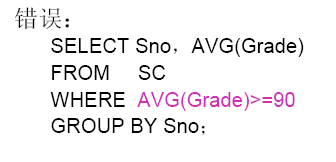 错误：
SELECT Sno，AVG(Grade)
FROM SC
WHERE AVG(Grade)>=90
GROUP BY Sno；